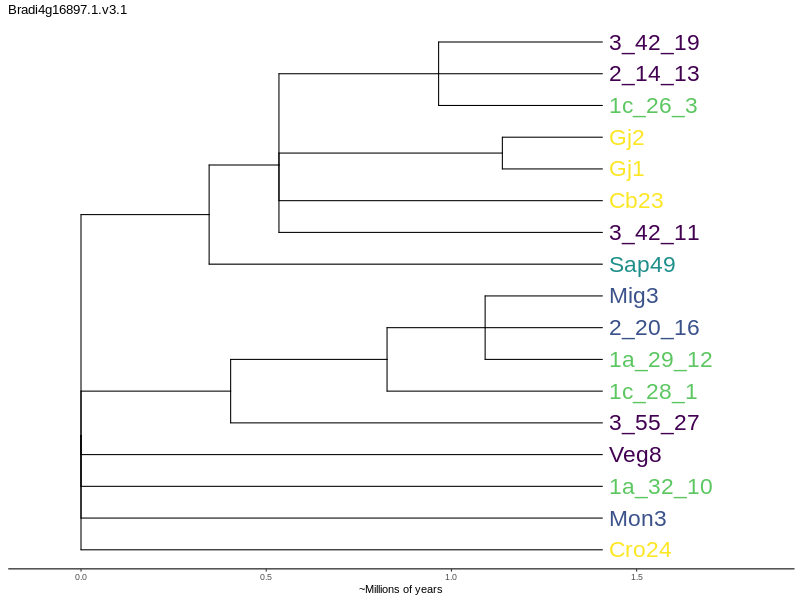 Bradi4g16897.1.v3.1
3_42_19
2_14_13
1c_26_3
Gj2
Gj1
Cb23
3_42_11
Sap49
Mig3
2_20_16
1a_29_12
1c_28_1
3_55_27
Veg8
1a_32_10
Mon3
Cro24
0.0 0.5 1.0 1.5
~Millions of years